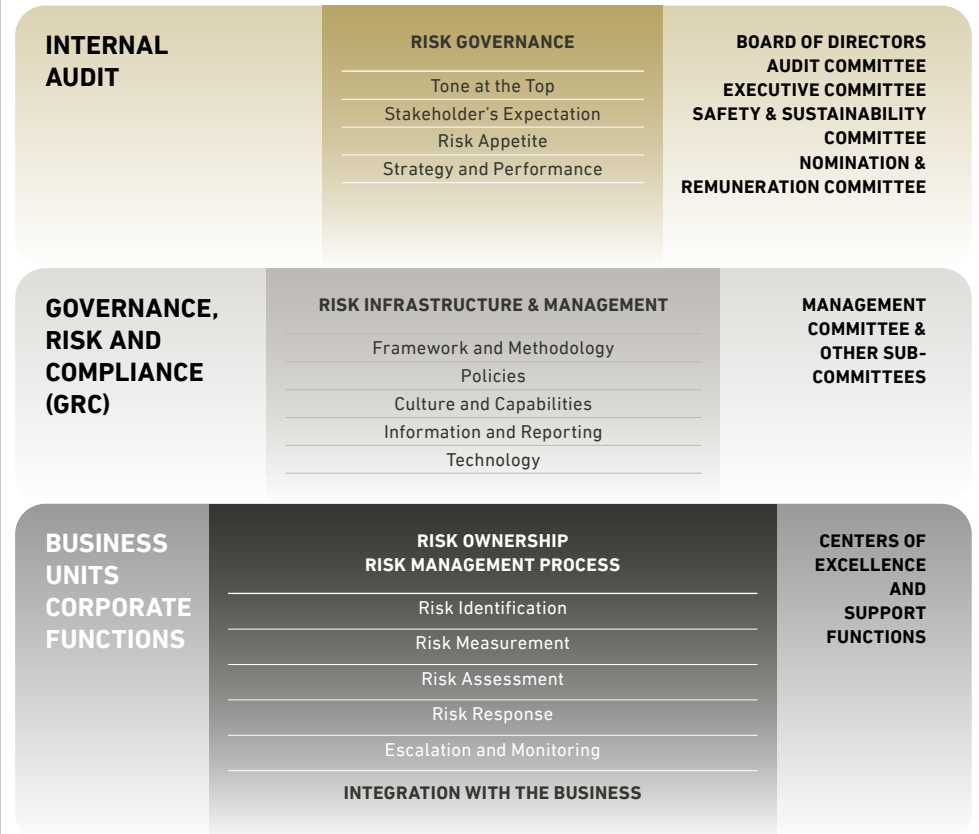 INTERNAL
AUDIT
RISK GOVERNANCE
Tone at the Top
Stakeholder's Expectation
Risk Appetite
Strategy and Performance
BOARD OF DIRECTORS
AUDIT COMMITTEE
EXECUTIVE COMMITTEE
SAFETY & SUSTAINABILITY
COMMITTEE
NOMINATION &
REMUNERATION COMMITTEE
GOVERNANCE,
RISK AND
COMPLIANCE
(GRC)
RISK INFRASTRUCTURE & MANAGEMENT
Framework and Methodology
Policies
Culture and Capabilities
Information and Reporting
Technology
MANAGEMENT
COMMITTEE &
OTHER SUB-
COMMITTEES
BUSINESS
UNITS
CORPORATE
FUNCTIONS
RISK OWNERSHIP
RISK MANAGEMENT PROCESS
Risk Identification
Risk Measurement
Risk Assessment
Risk Response
Escalation and Monitoring
INTEGRATION WITH THE BUSINESS
CENTERS OF
EXCELLENCE
AND
SUPPORT
FUNCTIONS